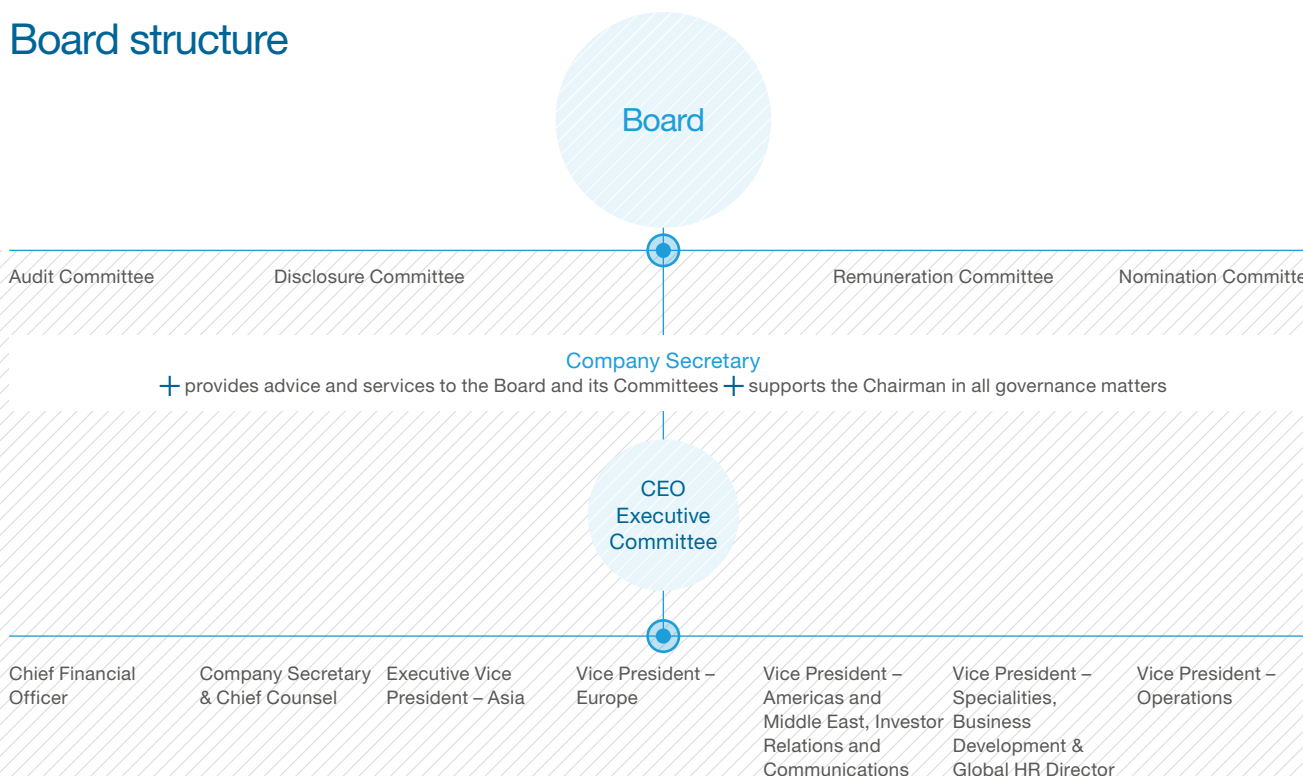 Board structure
Board
Audit Committee
Disclosure Committee
Remuneration Committee
Nomination Committe
Company Secretary
+ provides advice and services to the Board and its Committees + supports the Chairman in all governance matters
CEO
Executive
Committee
Chief Financial
Officer
Company Secretary
& Chief Counsel
Executive Vice
President – Asia
Vice President –
Europe
Vice President –
Americas and
Middle East, Investor
Relations and
Communications
Vice President –
Specialities,
Business
Development &
Global HR Director
Vice President –
Operations